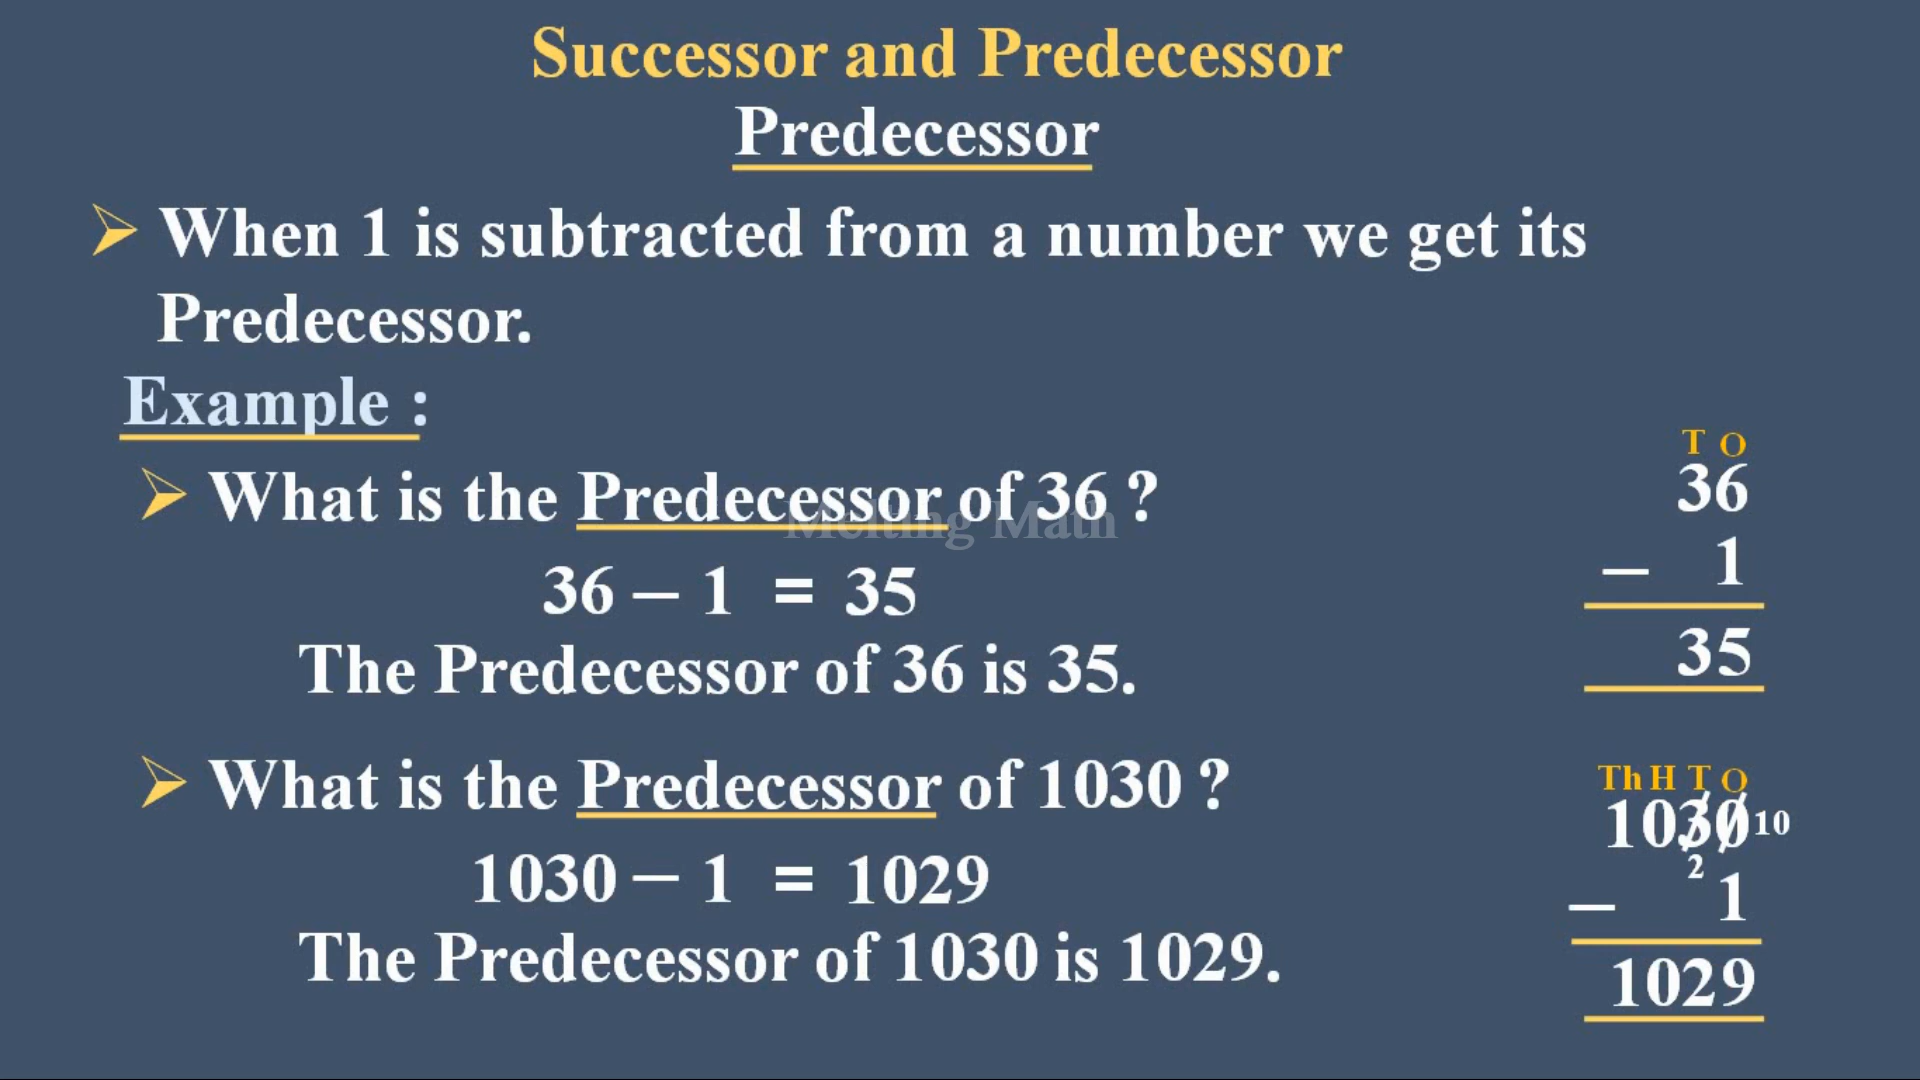 Successor and Predecessor
Predecessor
When 1 is subtracted from a number we get its
Predecessor.
Example :
What is the Predecessor of 36 ?
Melting Math
36 – 1 = 35
The Predecessor of 36 is 35.
T O
36
– 1
35
What is the Predecessor of 1030 ?
1030 – 1 = 1029
The Predecessor of 1030 is 1029.
Th H T O
1030 10
2
– 1
1029